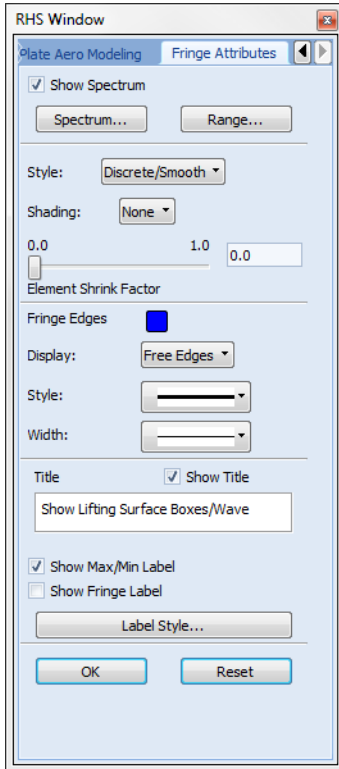 RHS Window
Plate Aero Modeling Fringe Attributes
Show Spectrum
Spectrum... Range...
Style: Discrete/Smooth
Shading: None
0.0 1.0 0.0
Element Shrink Factor
Fringe Edges
Display: Free Edges
Style:
Width:
Title Show Title
Show Lifting Surface Boxes/Wave
Show Max/Min Label
Show Fringe Label
Label Style...
OK Reset